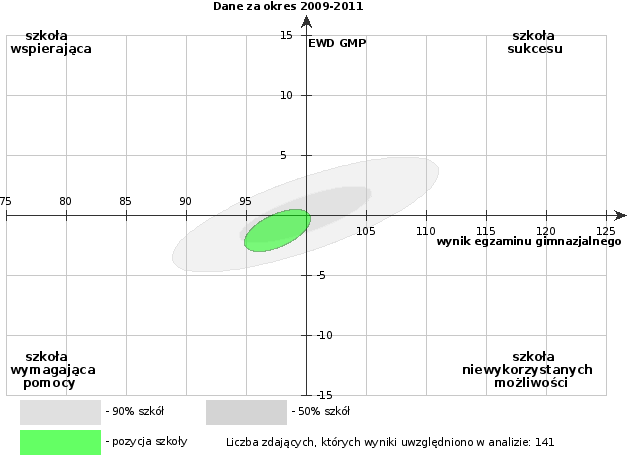 Dane za okres 2009-2011
szkoła
wspierająca
szkoła
sukcesu
EWD GMP
15
10
5
75
80
85
90
95
105
110
115
120
125
wynik egzaminu gimnazjalnego
-5
-10
-15
szkoła
wymagająca
pomocy
szkoła
niewykorzystanych
możliwości
- 90% szkół
- 50% szkół
- pozycja szkoły
Liczba zdających, których wyniki uwzględniono w analizie: 141